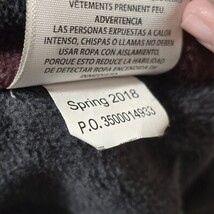 VÊTEMENTS PRENNENT FEU.
ADVERTENCIA
LAS PERSONAS EXPUESTAS A CALOR
INTENSO, CHISPAS O LLAMAS NO DEBEN
USAR ROPA CON AISLAMIENTO,
PORQUE ESTO REDUCE LA HABILIDAD
DE DETECTAR ROPA ENCENDIDA EN
Spring 2018
P.O. 3500014933